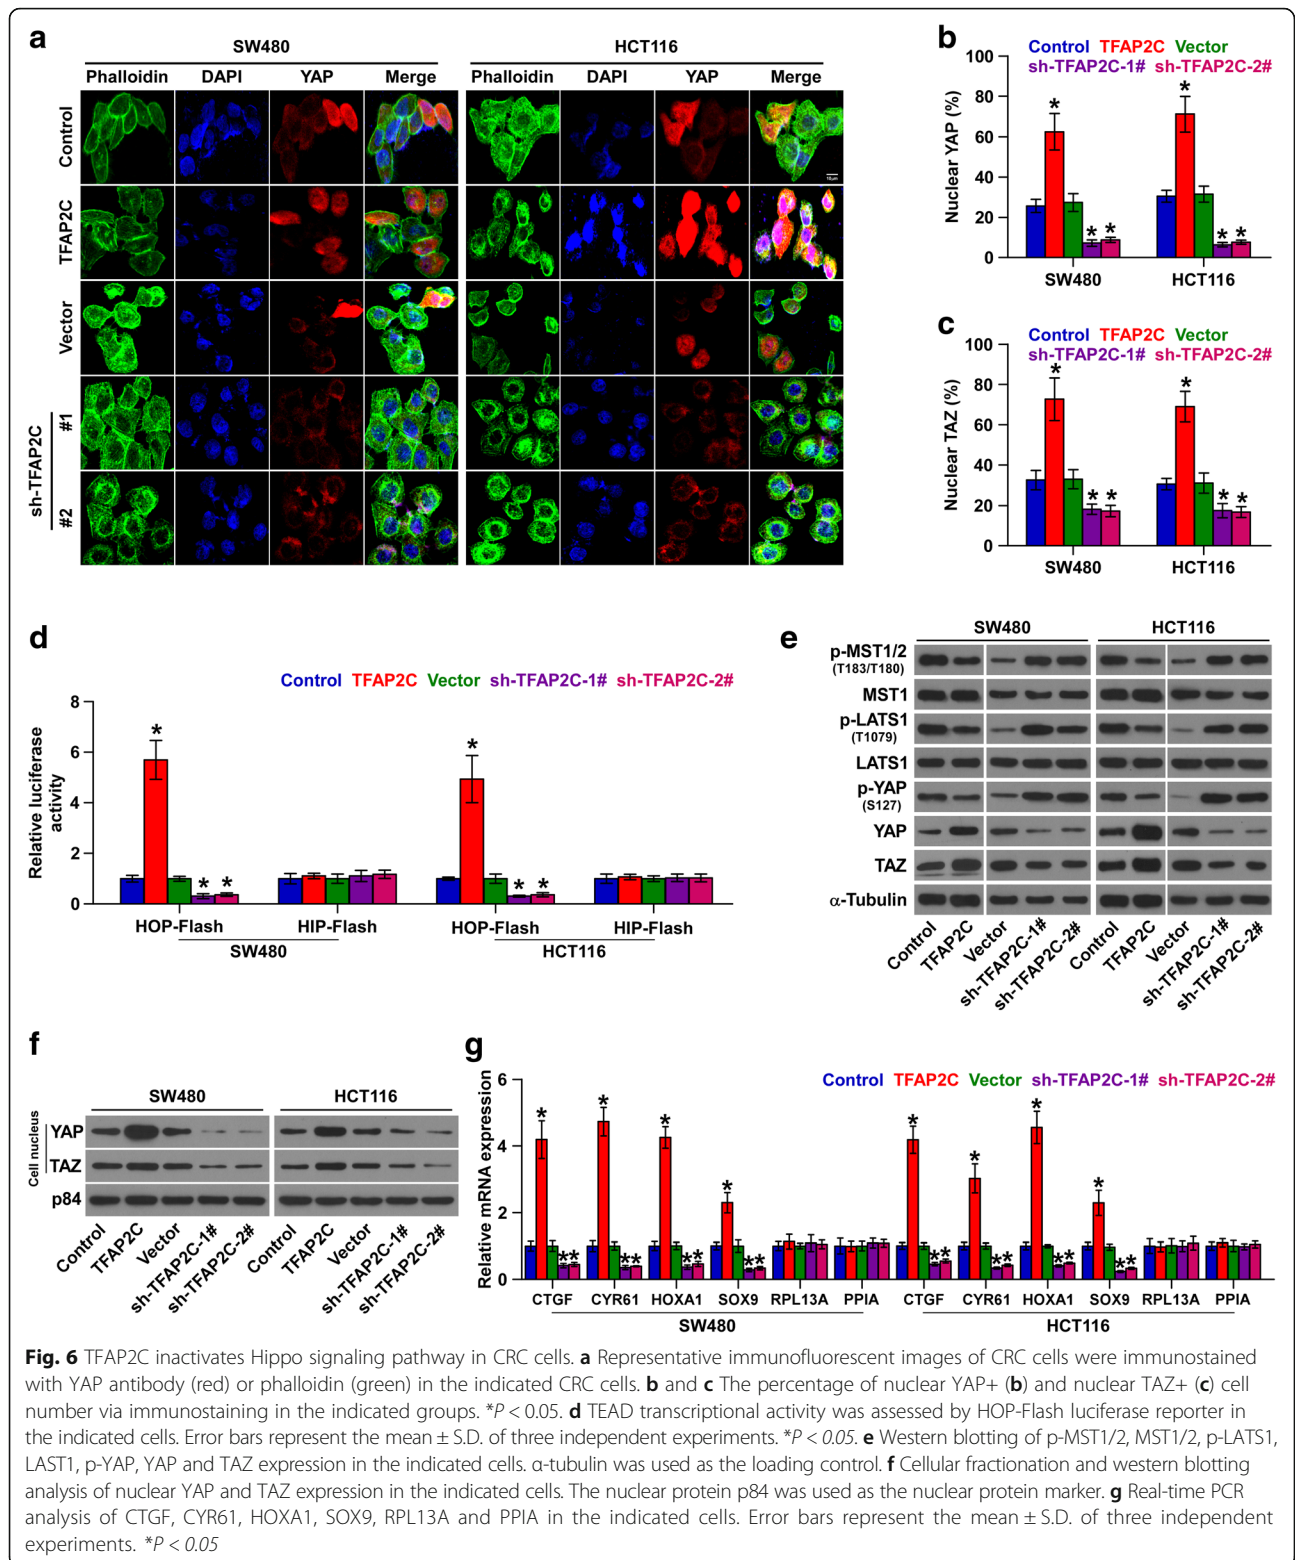 a
SW480
HCT116
Phalloidin DAPI YAP Merge Phalloidin DAPI YAP Merge
Control
10μm
TFAP2C
Vector
sh-TFAP2C
#1
#2
b
Control TFAP2C Vector
sh-TFAP2C-1# sh-TFAP2C-2#
Nuclear YAP (%)
100
80
60
40
20
0
* * * * * *
SW480 HCT116
c
Control TFAP2C Vector
sh-TFAP2C-1# sh-TFAP2C-2#
Nuclear TAZ (%)
100
80
60
40
20
0
* * * * * *
SW480 HCT116
d
Control TFAP2C Vector sh-TFAP2C-1# sh-TFAP2C-2#
Relative luciferase
activity
8
6
4
2
0
* * * * * *
HOP-Flash HIP-Flash HOP-Flash HIP-Flash
SW480 HCT116
e
SW480 HCT116
p-MST1/2
(T183/T180)
MST1
p-LATS1
(T1079)
LATS1
p-YAP
(S127)
YAP
TAZ
α-Tubulin
Control TFAP2C Vector sh-TFAP2C-1# sh-TFAP2C-2# Control TFAP2C Vector sh-TFAP2C-1# sh-TFAP2C-2#
f
SW480 HCT116
Cell nucleus
YAP
TAZ
p84
Control TFAP2C Vector sh-TFAP2C-1# sh-TFAP2C-2# Control TFAP2C Vector sh-TFAP2C-1# sh-TFAP2C-2#
g
Control TFAP2C Vector sh-TFAP2C-1# sh-TFAP2C-2#
Relative mRNA expression
6
4
2
0
* ** * ** * ** * ** * ** * ** * ** * **
CTGF CYR61 HOXA1 SOX9 RPL13A PPIA CTGF CYR61 HOXA1 SOX9 RPL13A PPIA
SW480 HCT116
Fig. 6 TFAP2C inactivates Hippo signaling pathway in CRC cells. a Representative immunofluorescent images of CRC cells were immunostained
with YAP antibody (red) or phalloidin (green) in the indicated CRC cells. b and c The percentage of nuclear YAP+ (b) and nuclear TAZ+ (c) cell
number via immunostaining in the indicated groups. *P < 0.05. d TEAD transcriptional activity was assessed by HOP-Flash luciferase reporter in
the indicated cells. Error bars represent the mean ± S.D. of three independent experiments. *P < 0.05. e Western blotting of p-MST1/2, MST1/2, p-LATS1,
LAST1, p-YAP, YAP and TAZ expression in the indicated cells. α-tubulin was used as the loading control. f Cellular fractionation and western blotting
analysis of nuclear YAP and TAZ expression in the indicated cells. The nuclear protein p84 was used as the nuclear protein marker. g Real-time PCR
analysis of CTGF, CYR61, HOXA1, SOX9, RPL13A and PPIA in the indicated cells. Error bars represent the mean ± S.D. of three independent
experiments. *P < 0.05